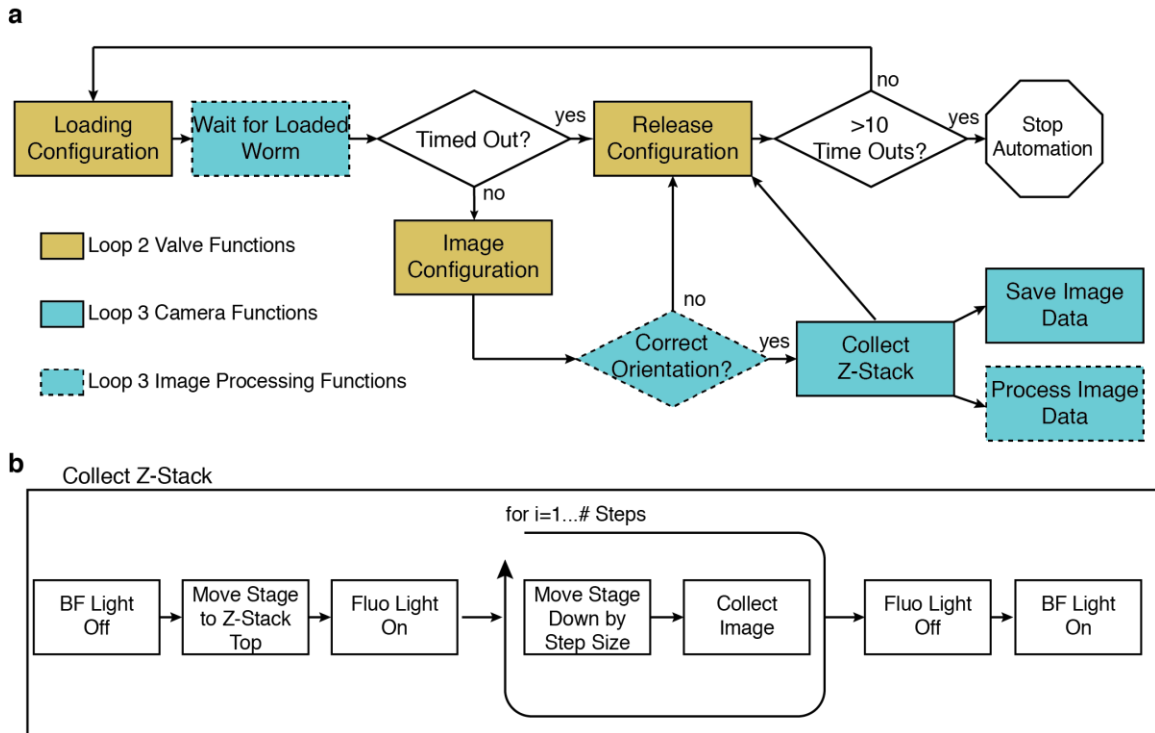 a
no
Loading
Configuration
Wait for Loaded
Worm
Timed Out?
yes
Release
Configuration
>10
Time Outs?
yes
Stop
Automation
no
Image
Configuration
Loop 2 Valve Functions
Loop 3 Camera Functions
Loop 3 Image Processing Functions
no
Correct
Orientation?
yes
Collect
Z-Stack
Save Image
Data
Process Image
Data
b
Collect Z-Stack
for i=1...# Steps
BF Light
Off
Move Stage
to Z-Stack
Top
Fluo Light
On
Move Stage
Down by
Step Size
Collect
Image
Fluo Light
Off
BF Light
On